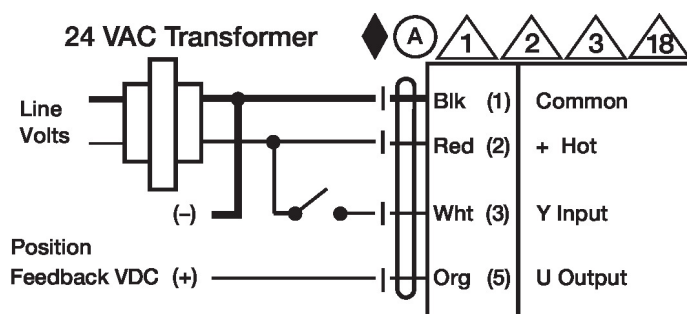 24 VAC Transformer
A 1 2 3 18
Line
Volts
Blk (1) Common
Red (2) + Hot
(–) Wht (3) Y Input
Position
Feedback VDC (+) Org (5) U Output